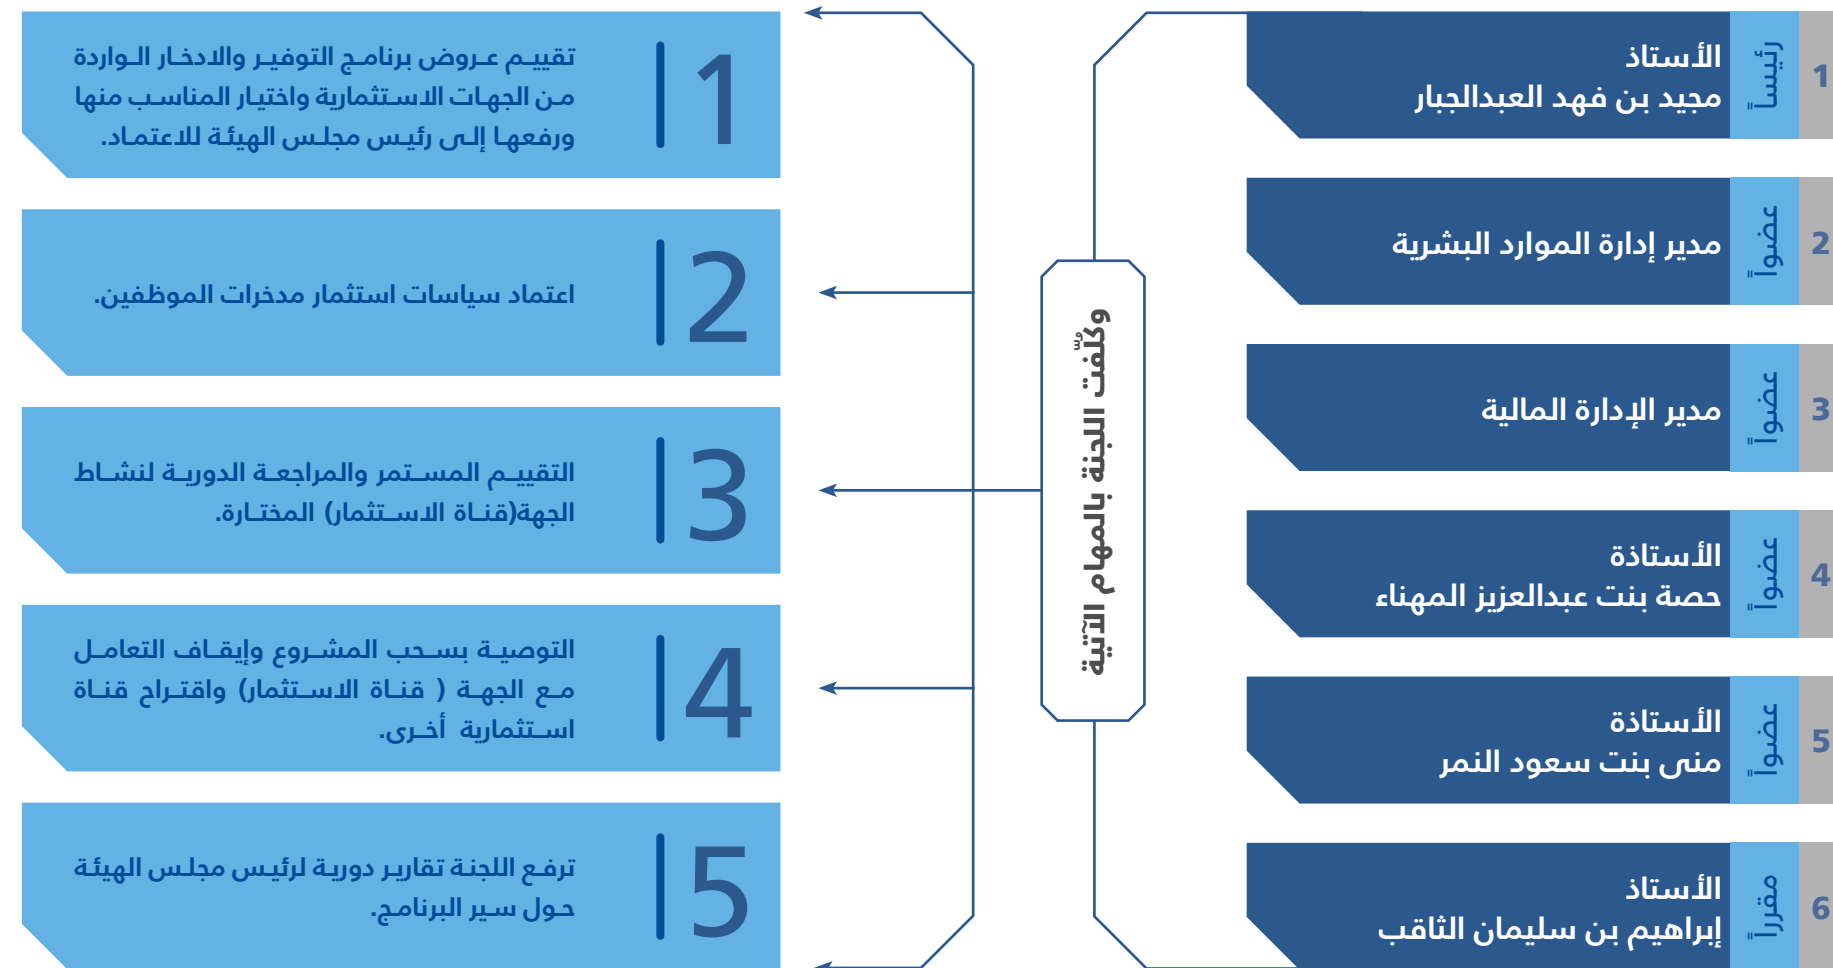 1
رئيساً
الأستاذ
مجيد بن فهد العبدالجبار
2
عضواً
مدير إدارة الموارد البشرية
3
عضواً
مدير الإدارة المالية
4
عضواً
الأستاذة
حصة بنت عبدالعزيز المهناء
5
عضواً
الأستاذة
منى بنت سعود النمر
6
مقرراً
الأستاذ
إبراهيم بن سليمان الثاقب
وكُلّفت اللجنة بالمهام الآتية
1
تقييم عروض برنامج التوفير والادخار الواردة
من الجهات الاستثمارية واختيار المناسب منها
ورفعها إلى رئيس مجلس الهيئة للاعتماد.
2
اعتماد سياسات استثمار مدخرات الموظفين.
3
التقييم المستمر والمراجعة الدورية لنشاط
الجهة(قناة الاستثمار) المختارة.
4
التوصية بسحب المشروع وإيقاف التعامل
مع الجهة ( قناة الاستثمار) واقتراح قناة
استثمارية أخرى.
5
ترفع اللجنة تقارير دورية لرئيس مجلس الهيئة
حول سير البرنامج.